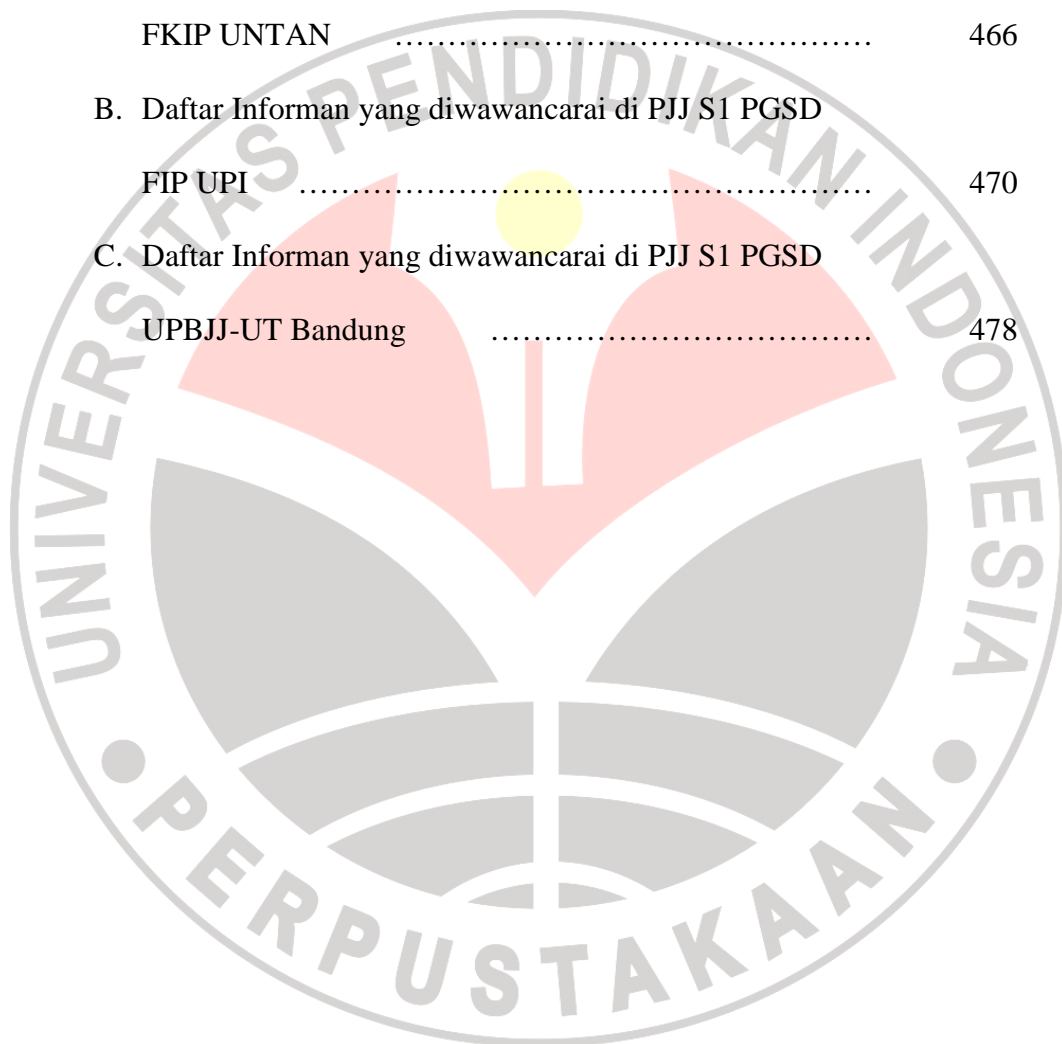 FKIP UNTAN ………………………………………… 466
B. Daftar Informan yang diwawancarai di PJJ S1 PGSD
FIP UPI ………………………………………………… 470
C. Daftar Informan yang diwawancarai di PJJ S1 PGSD
UPBJJ-UT Bandung ………………………………… 478
UNIVERSITAS PENDIDIKAN INDONESIA
PERPUSTAKAAN